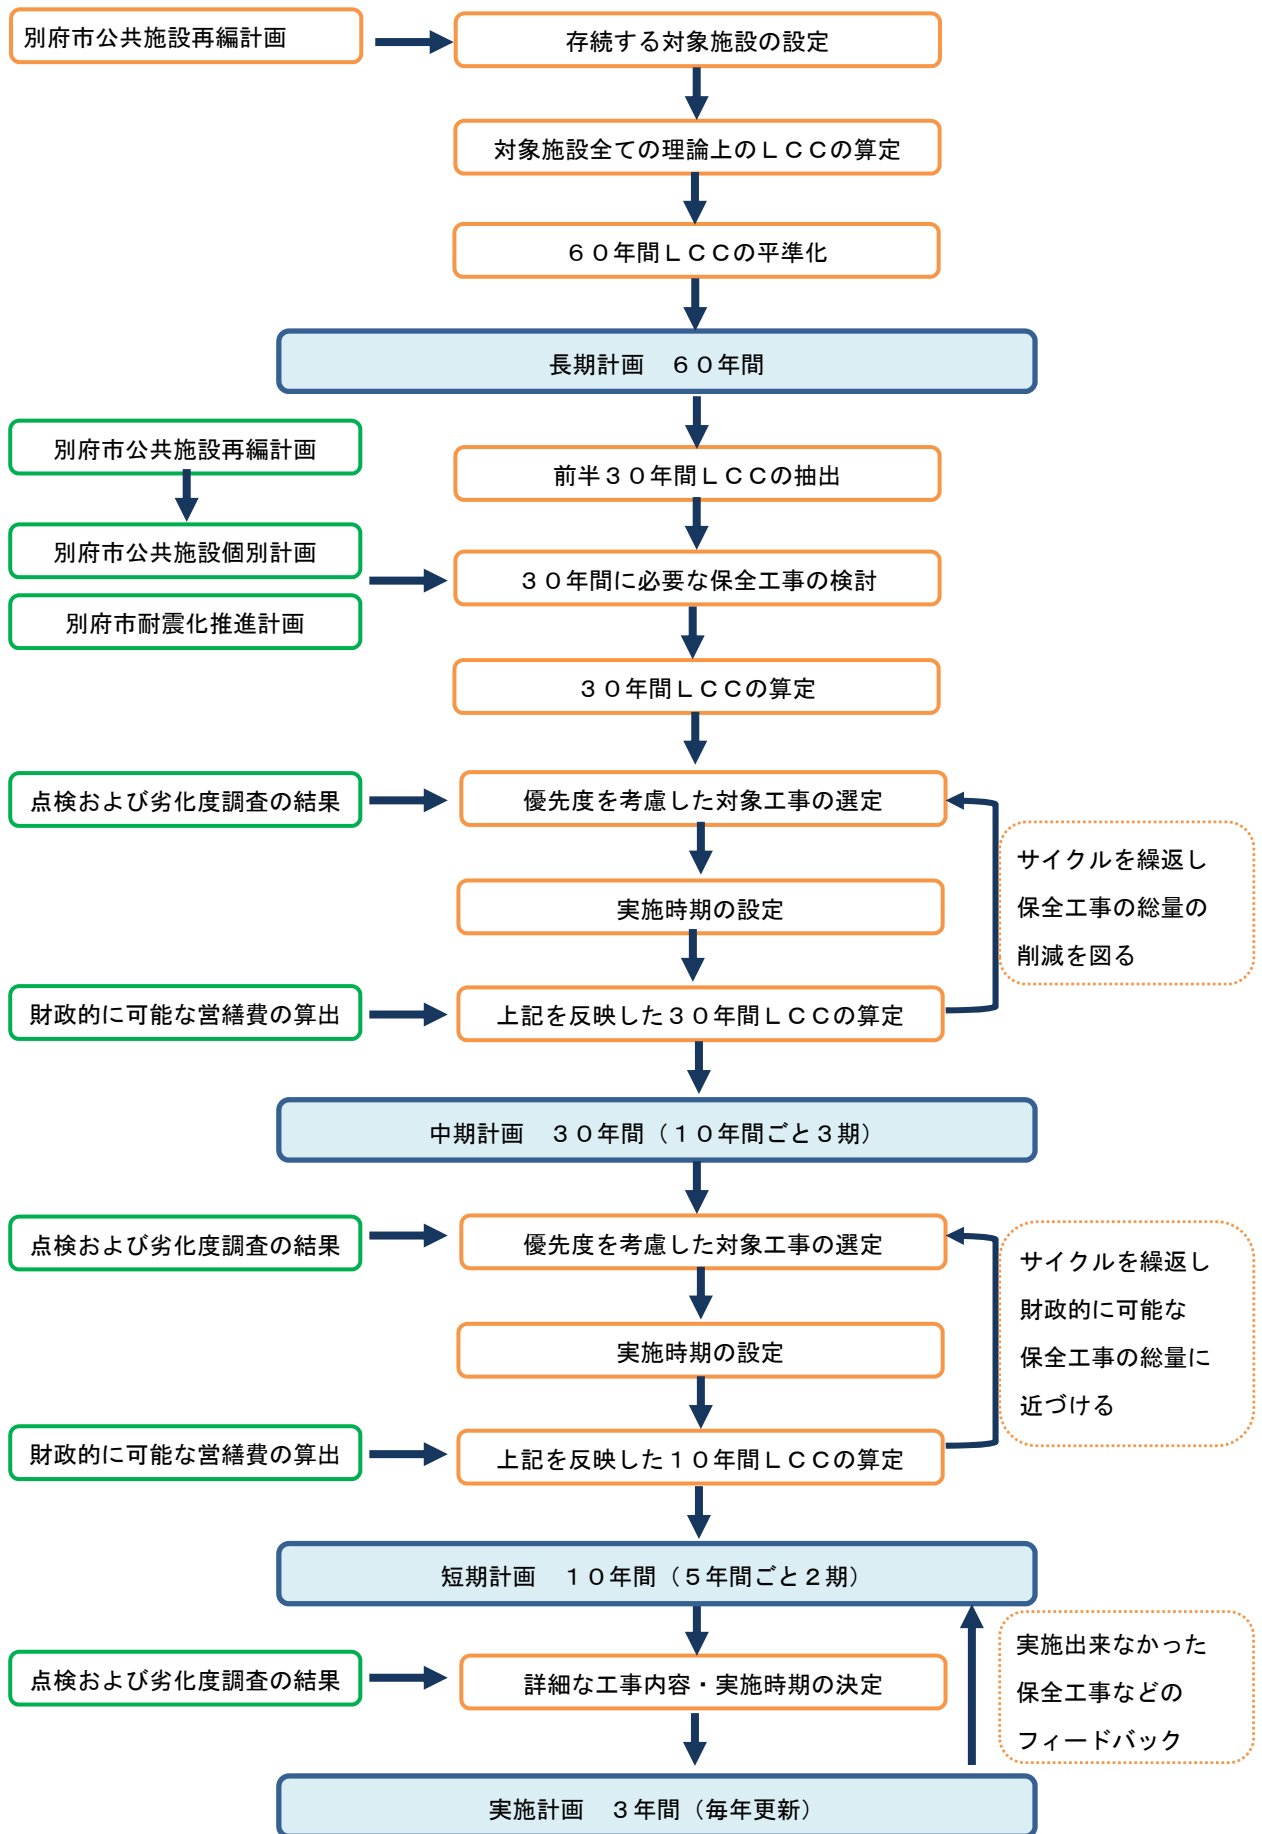 別府市公共施設再編計画
存続する対象施設の設定
対象施設全ての理論上のＬＣＣの算定
６０年間ＬＣＣの平準化
長期計画　６０年間
別府市公共施設再編計画
前半３０年間ＬＣＣの抽出
別府市公共施設個別計画
３０年間に必要な保全工事の検討
別府市耐震化推進計画
３０年間ＬＣＣの算定
点検および劣化度調査の結果
優先度を考慮した対象工事の選定
サイクルを繰返し
保全工事の総量の
削減を図る
実施時期の設定
財政的に可能な営繕費の算出
上記を反映した３０年間ＬＣＣの算定
中期計画　３０年間（１０年間ごと３期）
点検および劣化度調査の結果
優先度を考慮した対象工事の選定
サイクルを繰返し
財政的に可能な
保全工事の総量に
近づける
実施時期の設定
財政的に可能な営繕費の算出
上記を反映した１０年間ＬＣＣの算定
短期計画　１０年間（５年間ごと２期）
実施出来なかった
保全工事などの
フィードバック
点検および劣化度調査の結果
詳細な工事内容・実施時期の決定
実施計画　３年間（毎年更新）